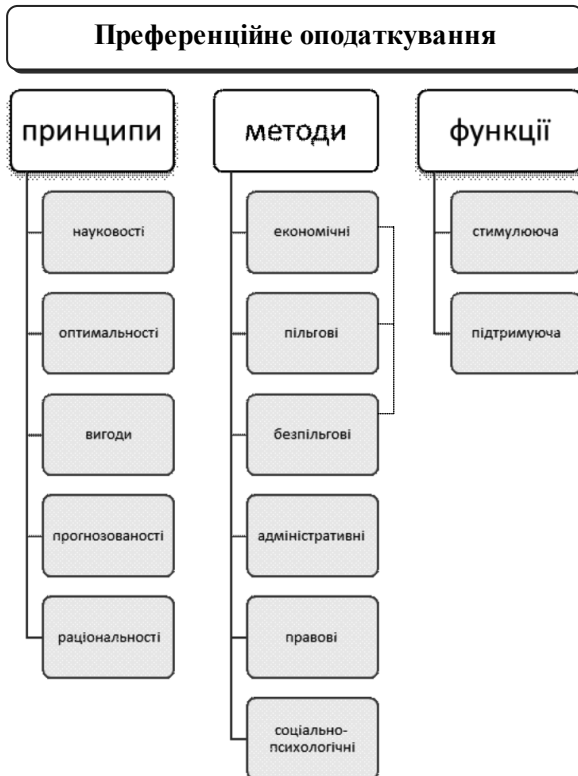 Преференційне оподаткування
принципи
науковості
оптимальності
вигоди
прогнозованості
раціональності
методи
економічні
пільгові
безпільгові
адміністративні
правові
соціально-
психологічні
функції
стимулююча
підтримуюча